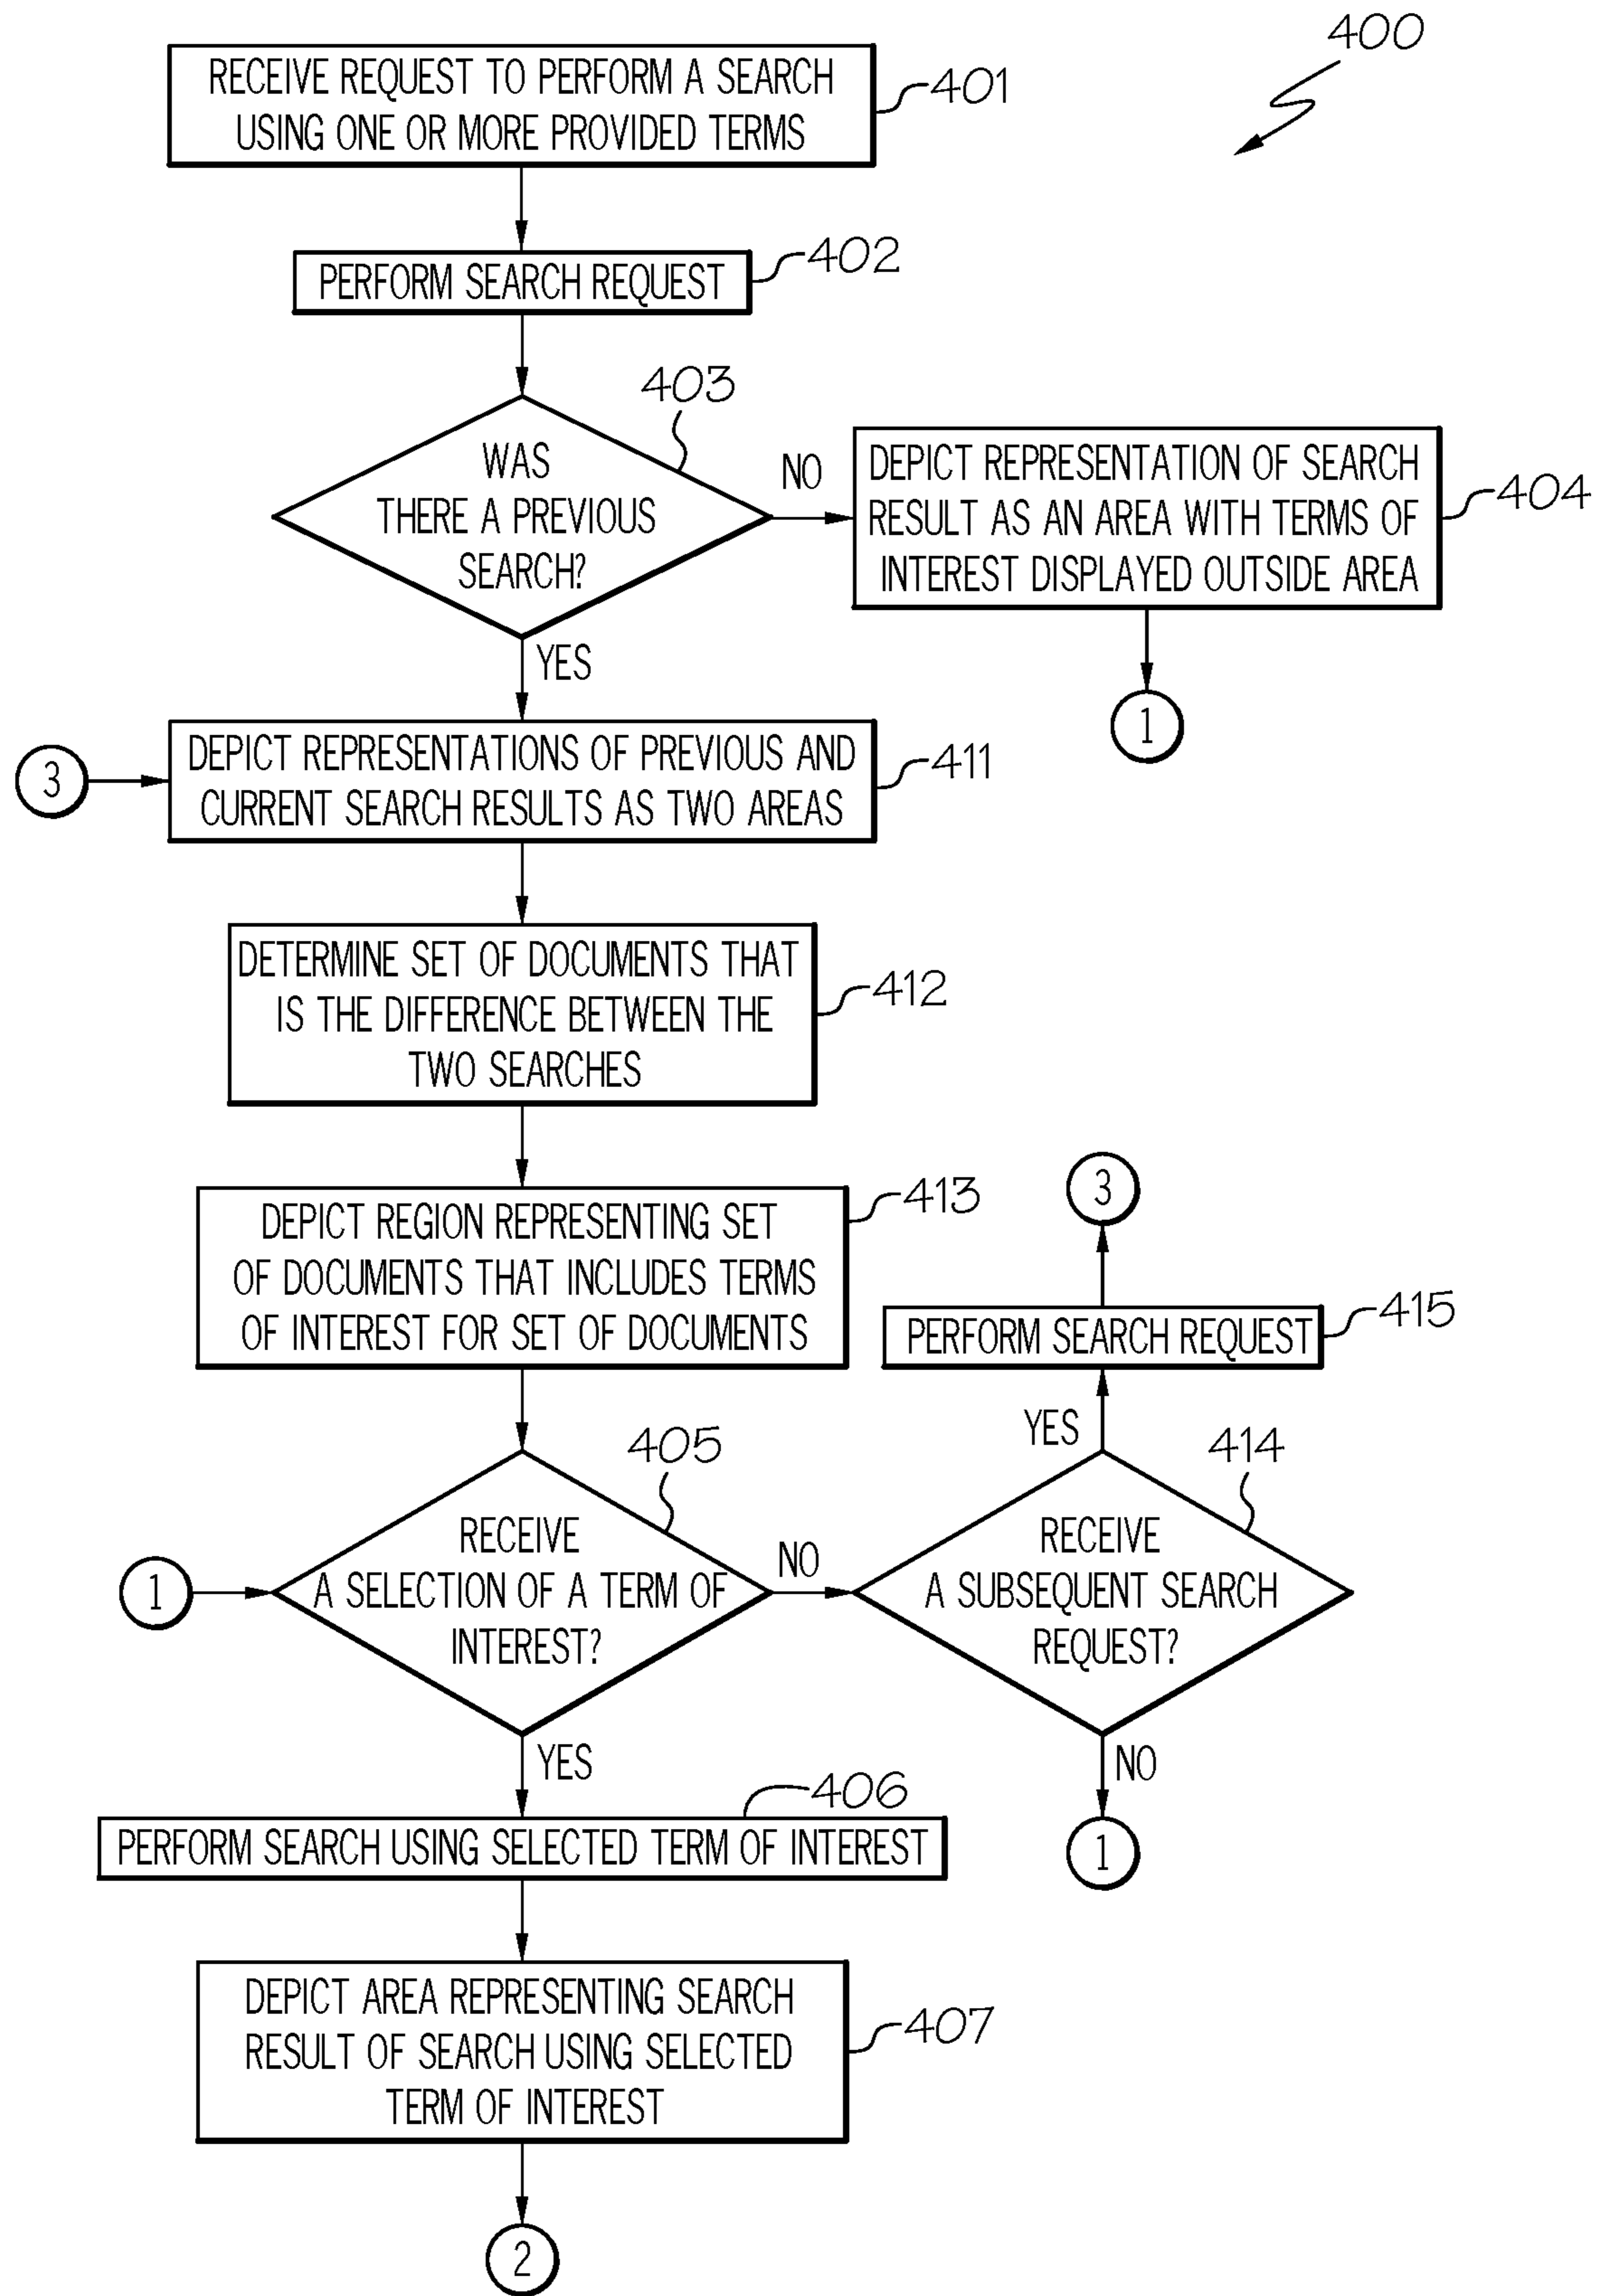 400
RECEIVE REQUEST TO PERFORM A SEARCH
USING ONE OR MORE PROVIDED TERMS
401
PERFORM SEARCH REQUEST
402
403
WAS
THERE A PREVIOUS
SEARCH?
NO
DEPICT REPRESENTATION OF SEARCH
RESULT AS AN AREA WITH TERMS OF
INTEREST DISPLAYED OUTSIDE AREA
404
1
YES
3
DEPICT REPRESENTATIONS OF PREVIOUS AND
CURRENT SEARCH RESULTS AS TWO AREAS
411
DETERMINE SET OF DOCUMENTS THAT
IS THE DIFFERENCE BETWEEN THE
TWO SEARCHES
412
DEPICT REGION REPRESENTING SET
OF DOCUMENTS THAT INCLUDES TERMS
OF INTEREST FOR SET OF DOCUMENTS
413
3
PERFORM SEARCH REQUEST
415
YES
405
1
RECEIVE
A SELECTION OF A TERM OF
INTEREST?
NO
414
RECEIVE
A SUBSEQUENT SEARCH
REQUEST?
NO
1
YES
406
PERFORM SEARCH USING SELECTED TERM OF INTEREST
DEPICT AREA REPRESENTING SEARCH
RESULT OF SEARCH USING SELECTED
TERM OF INTEREST
407
2